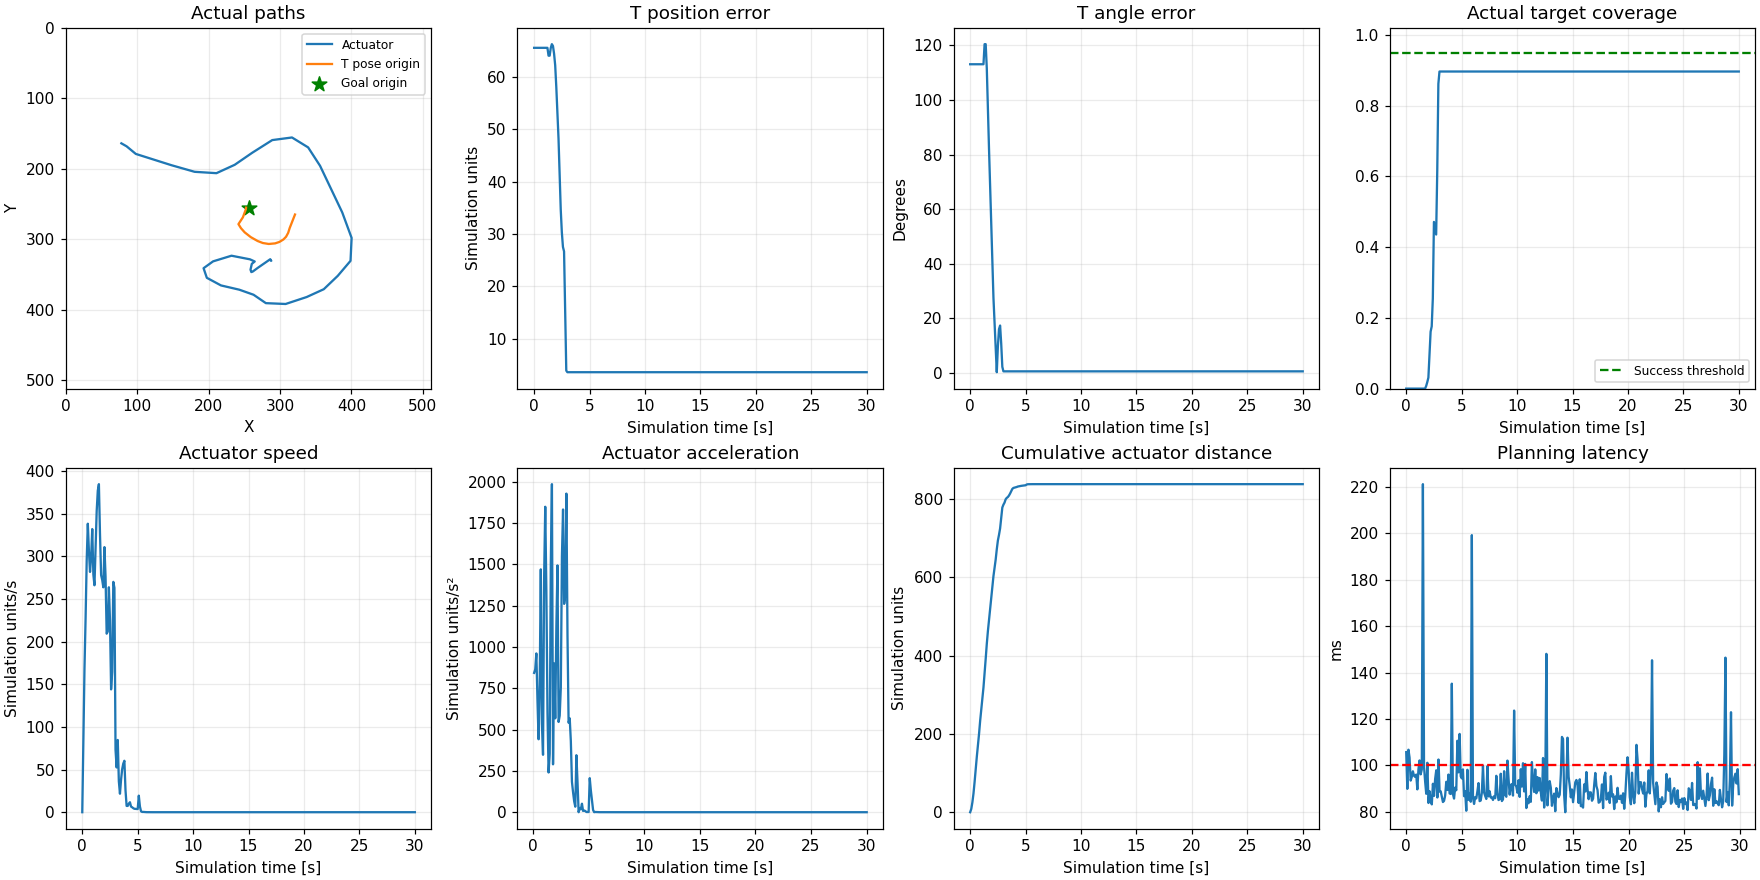 Actual paths
0
100
200
300
400
500
Y
0 100 200 300 400 500
X
Actuator
T pose origin
Goal origin
T position error
60
50
40
30
20
10
Simulation units
0 5 10 15 20 25 30
Simulation time [s]
T angle error
120
100
80
60
40
20
0
Degrees
0 5 10 15 20 25 30
Simulation time [s]
Actual target coverage
1.0
0.8
0.6
0.4
0.2
0.0
Success threshold
0 5 10 15 20 25 30
Simulation time [s]
Actuator speed
400
350
300
250
200
150
100
50
0
Simulation units/s
0 5 10 15 20 25 30
Simulation time [s]
Actuator acceleration
2000
1750
1500
1250
1000
750
500
250
0
Simulation units/s²
0 5 10 15 20 25 30
Simulation time [s]
Cumulative actuator distance
800
600
400
200
0
Simulation units
0 5 10 15 20 25 30
Simulation time [s]
Planning latency
220
200
180
160
140
120
100
80
ms
0 5 10 15 20 25 30
Simulation time [s]